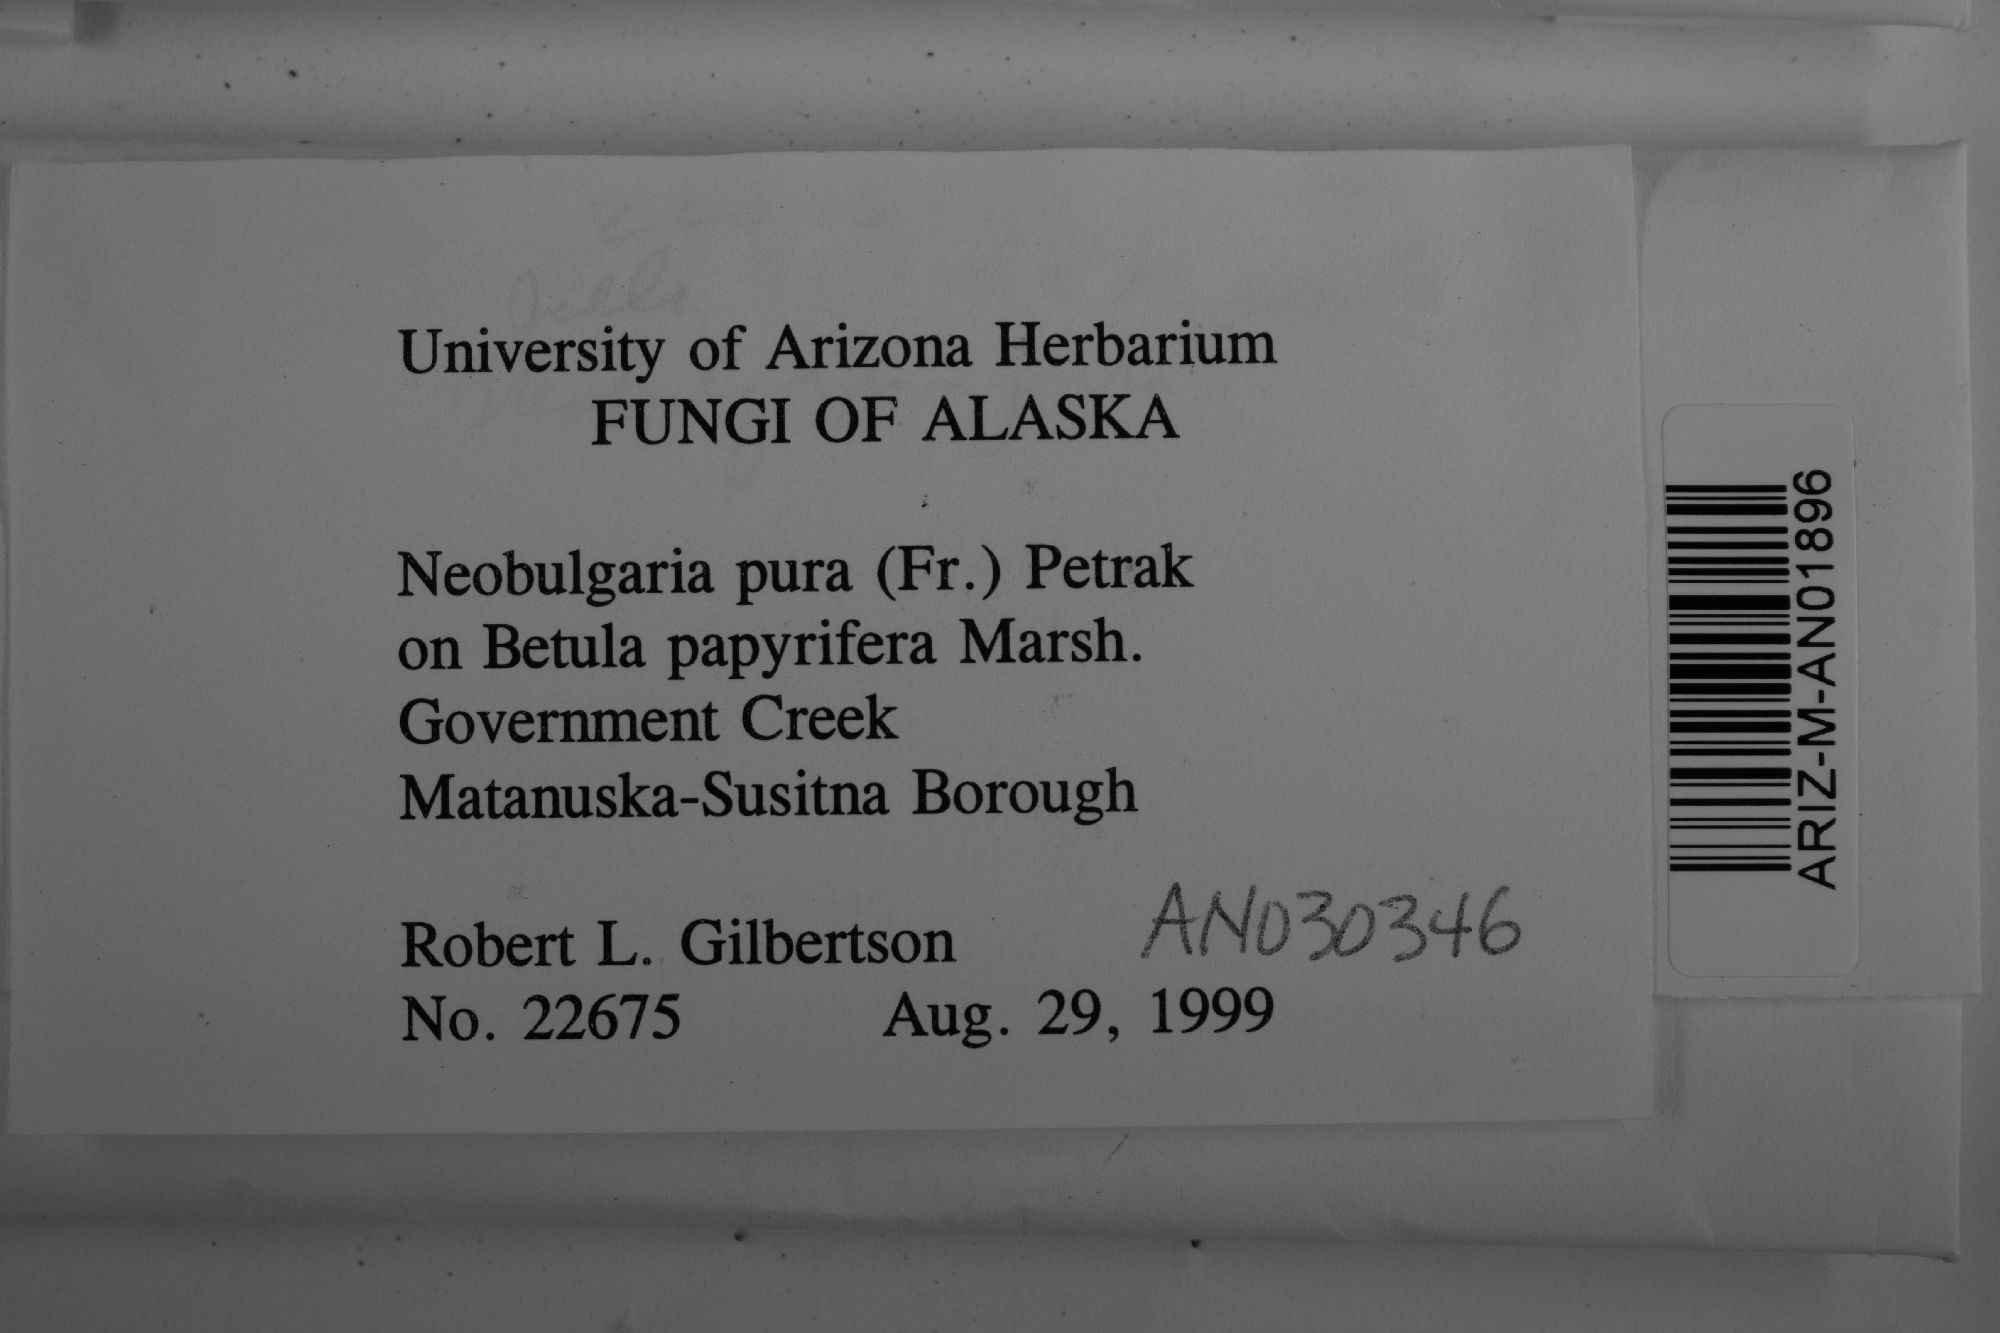 University of Arizona Herbarium
FUNGI OF ALASKA
Neobulgaria pura (Fr.) Petrak
on Betula papyrifera Marsh.
Government Creek
Matanuska-Susitna Borough
Robert L. Gilbertson
AN030346
No. 22675 Aug. 29, 1999
ARIZ-M-AN01896